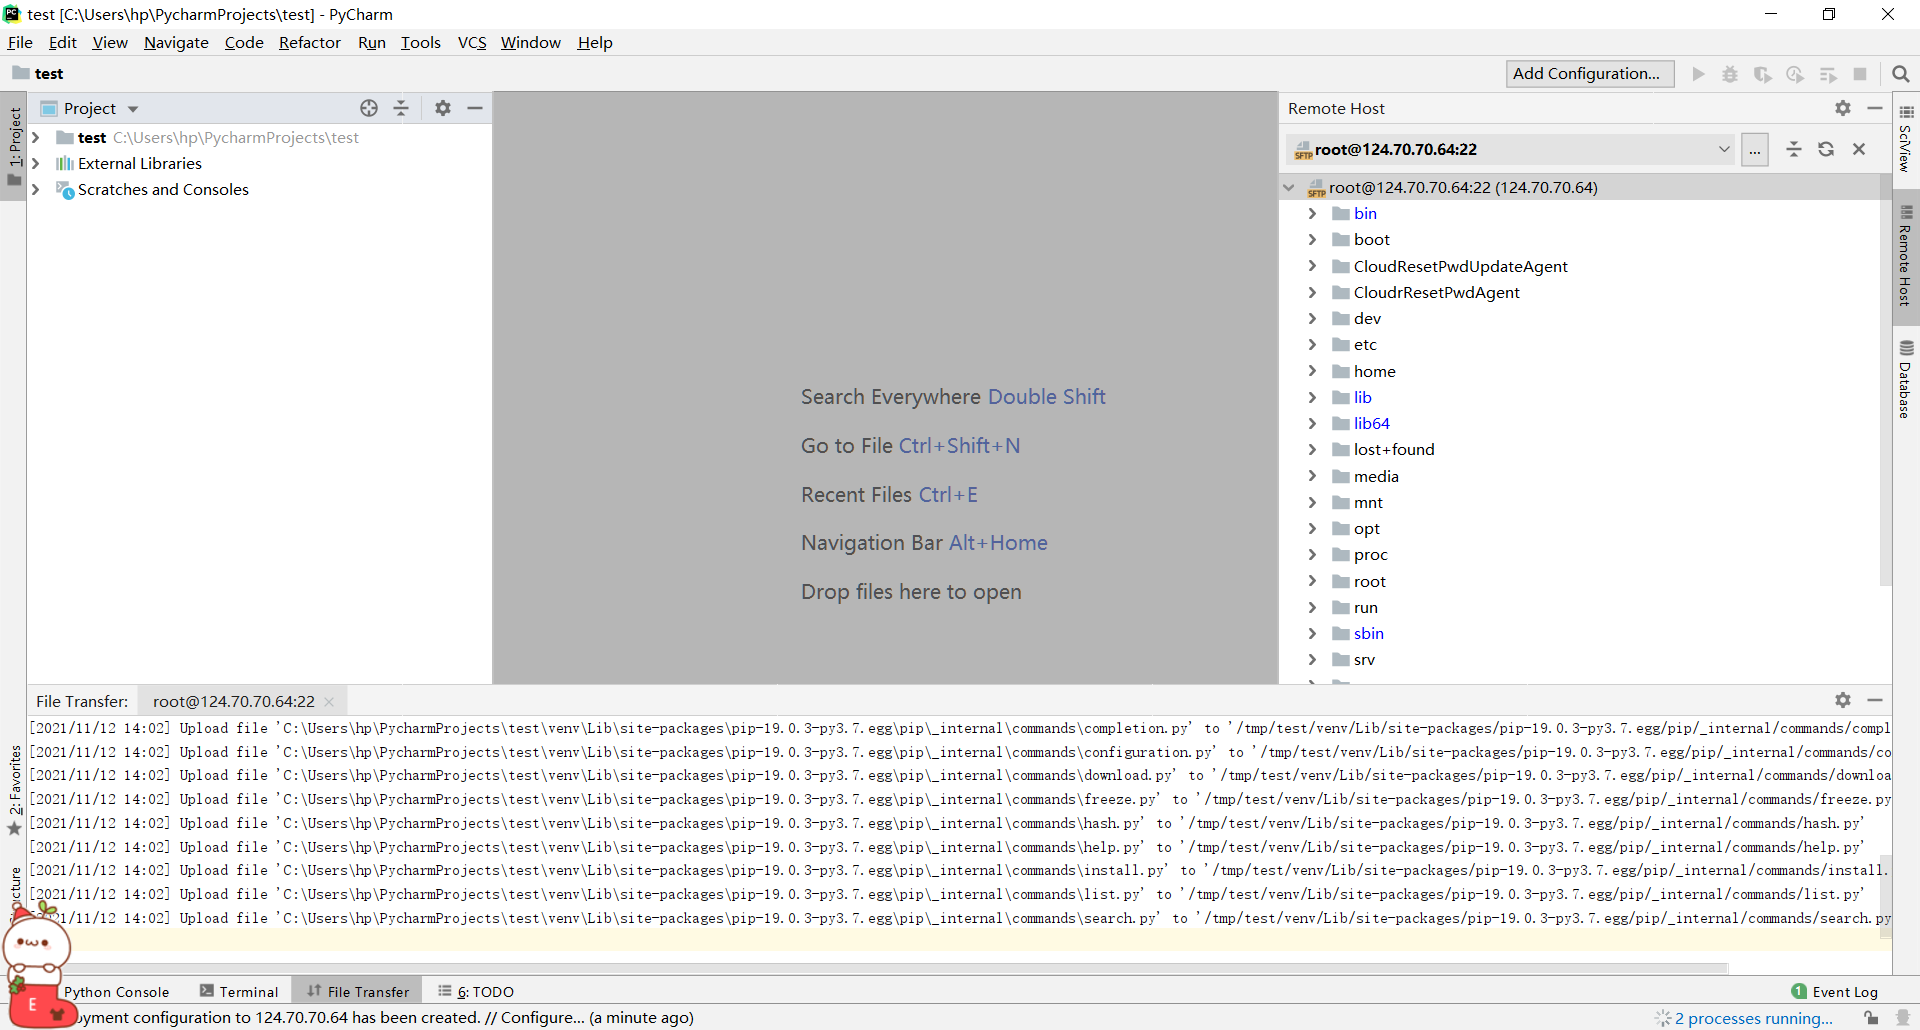 test [C:\Users\hp\PycharmProjects\test] - PyCharm
File Edit View Navigate Code Refactor Run Tools VCS Window Help
test
Add Configuration...
1: Project
Project
test C:\Users\hp\PycharmProjects\test
External Libraries
Scratches and Consoles
Search Everywhere Double Shift
Go to File Ctrl+Shift+N
Recent Files Ctrl+E
Navigation Bar Alt+Home
Drop files here to open
Remote Host
SFTP root@124.70.70.64:22
...
SFTP root@124.70.70.64:22 (124.70.70.64)
bin
boot
CloudResetPwdUpdateAgent
CloudrResetPwdAgent
dev
etc
home
lib
lib64
lost+found
media
mnt
opt
proc
root
run
sbin
srv
SciView
Remote Host
Database
File Transfer: root@124.70.70.64:22
[2021/11/12 14:02] Upload file 'C:\Users\hp\PycharmProjects\test\venv\Lib\site-packages\pip-19.0.3-py3.7.egg\pip\_internal\commands\completion.py' to '/tmp/test/venv/Lib/site-packages/pip-19.0.3-py3.7.egg/pip/_internal/commands/compl
[2021/11/12 14:02] Upload file 'C:\Users\hp\PycharmProjects\test\venv\Lib\site-packages\pip-19.0.3-py3.7.egg\pip\_internal\commands\configuration.py' to '/tmp/test/venv/Lib/site-packages/pip-19.0.3-py3.7.egg/pip/_internal/commands/co
[2021/11/12 14:02] Upload file 'C:\Users\hp\PycharmProjects\test\venv\Lib\site-packages\pip-19.0.3-py3.7.egg\pip\_internal\commands\download.py' to '/tmp/test/venv/Lib/site-packages/pip-19.0.3-py3.7.egg/pip/_internal/commands/downloa
[2021/11/12 14:02] Upload file 'C:\Users\hp\PycharmProjects\test\venv\Lib\site-packages\pip-19.0.3-py3.7.egg\pip\_internal\commands\freeze.py' to '/tmp/test/venv/Lib/site-packages/pip-19.0.3-py3.7.egg/pip/_internal/commands/freeze.py
[2021/11/12 14:02] Upload file 'C:\Users\hp\PycharmProjects\test\venv\Lib\site-packages\pip-19.0.3-py3.7.egg\pip\_internal\commands\hash.py' to '/tmp/test/venv/Lib/site-packages/pip-19.0.3-py3.7.egg/pip/_internal/commands/hash.py'
[2021/11/12 14:02] Upload file 'C:\Users\hp\PycharmProjects\test\venv\Lib\site-packages\pip-19.0.3-py3.7.egg\pip\_internal\commands\help.py' to '/tmp/test/venv/Lib/site-packages/pip-19.0.3-py3.7.egg/pip/_internal/commands/help.py'
[2021/11/12 14:02] Upload file 'C:\Users\hp\PycharmProjects\test\venv\Lib\site-packages\pip-19.0.3-py3.7.egg\pip\_internal\commands\install.py' to '/tmp/test/venv/Lib/site-packages/pip-19.0.3-py3.7.egg/pip/_internal/commands/install.
[2021/11/12 14:02] Upload file 'C:\Users\hp\PycharmProjects\test\venv\Lib\site-packages\pip-19.0.3-py3.7.egg\pip\_internal\commands\list.py' to '/tmp/test/venv/Lib/site-packages/pip-19.0.3-py3.7.egg/pip/_internal/commands/list.py'
21/11/12 14:02] Upload file 'C:\Users\hp\PycharmProjects\test\venv\Lib\site-packages\pip-19.0.3-py3.7.egg\pip\_internal\commands\search.py' to '/tmp/test/venv/Lib/site-packages/pip-19.0.3-py3.7.egg/pip/_internal/commands/search.py
2: Favorites
ucture
E
Python Console Terminal File Transfer 6: TODO
1 Event Log
oyment configuration to 124.70.70.64 has been created. // Configure... (a minute ago)
2 processes running...